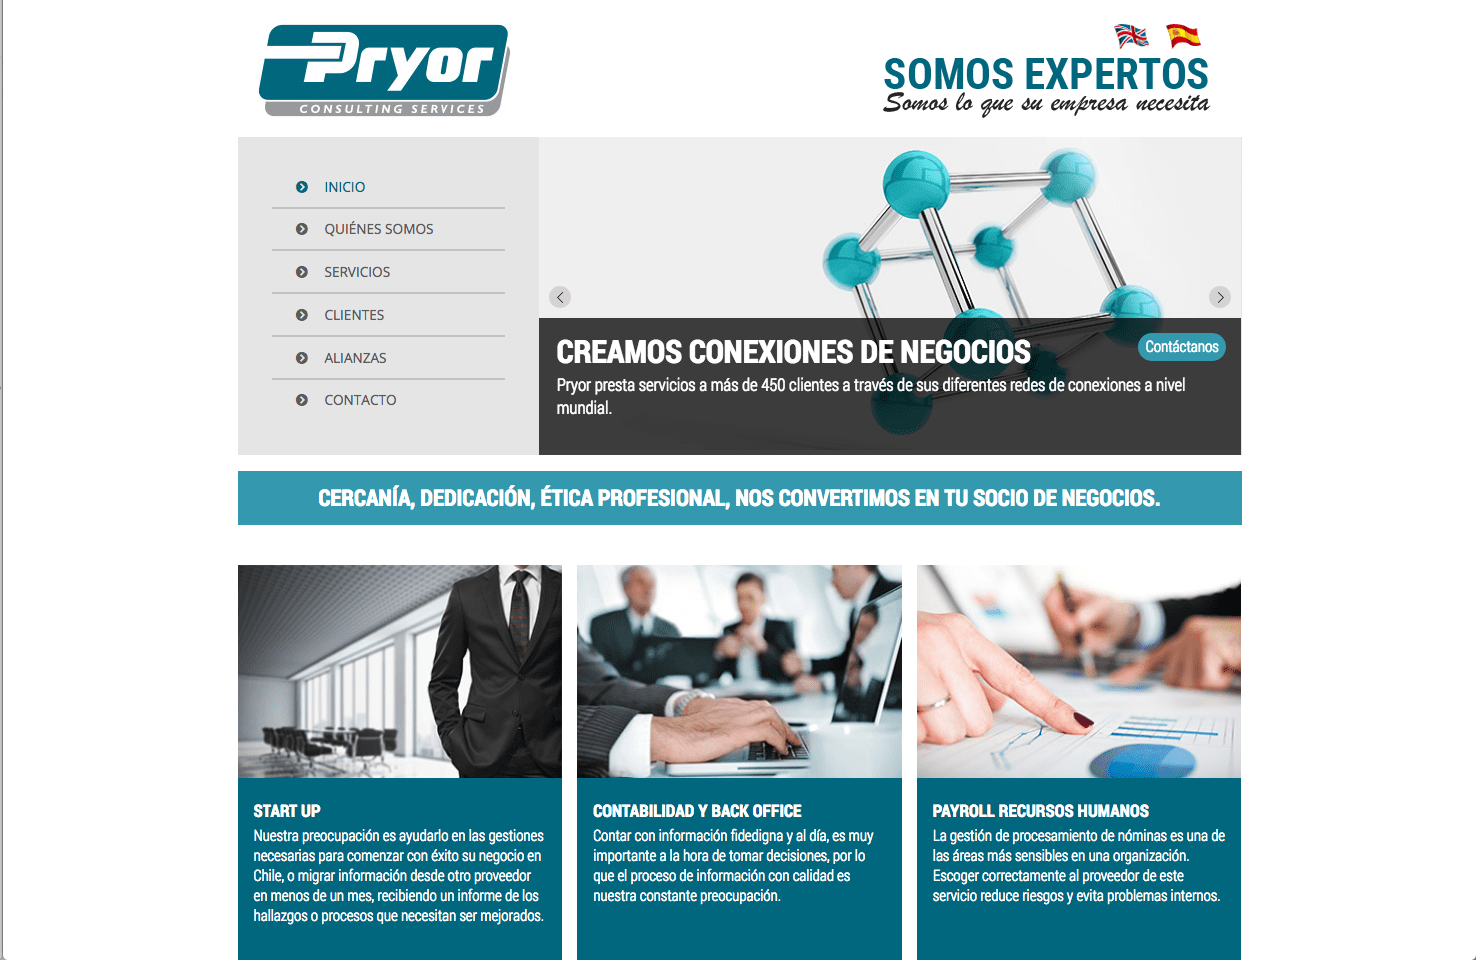 Pryor
CONSULTING SERVICES
SOMOS EXPERTOS
Somos lo que su empresa necesita
INICIO
QUIÉNES SOMOS
SERVICIOS
CLIENTES
ALIANZAS
CONTACTO
CREAMOS CONEXIONES DE NEGOCIOS
Contáctanos
Pryor presta servicios a más de 450 clientes a través de sus diferentes redes de conexiones a nivel
mundial.
CERCANÍA, DEDICACIÓN, ÉTICA PROFESIONAL, NOS CONVERTIMOS EN TU SOCIO DE NEGOCIOS.
START UP
Nuestra preocupación es ayudarlo en las gestiones
necesarias para comenzar con éxito su negocio en
Chile, o migrar información desde otro proveedor
en menos de un mes, recibiendo un informe de los
hallazgos o procesos que necesitan ser mejorados.
CONTABILIDAD Y BACK OFFICE
Contar con información fidedigna y al día, es muy
importante a la hora de tomar decisiones, por lo
que el proceso de información con calidad es
nuestra constante preocupación.
PAYROLL RECURSOS HUMANOS
La gestión de procesamiento de nóminas es una de
las áreas más sensibles en una organización.
Escoger correctamente al proveedor de este
servicio reduce riesgos y evita problemas internos.